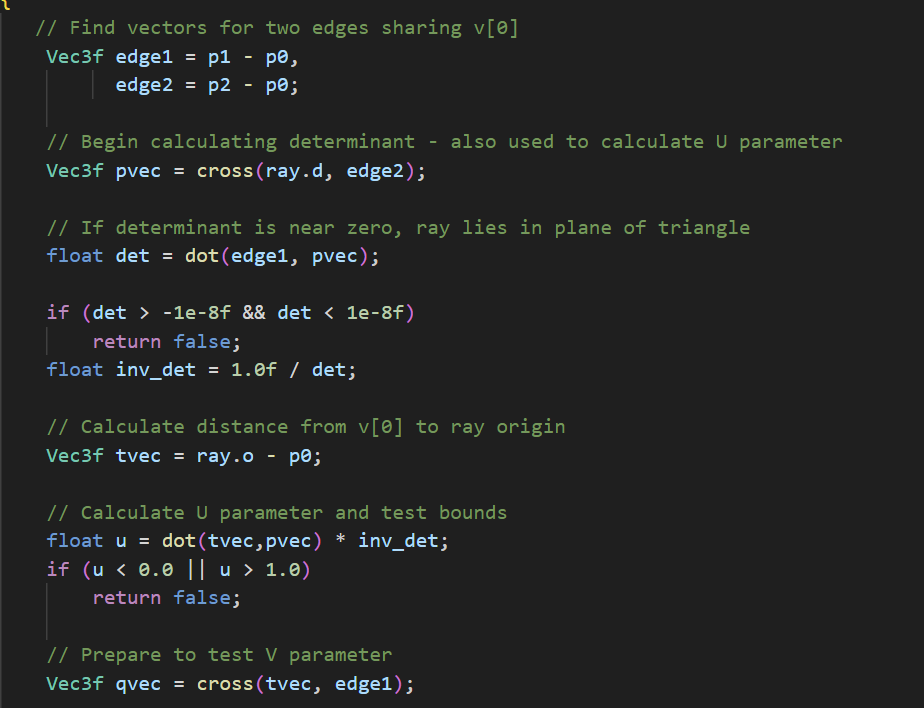 {
// Find vectors for two edges sharing v[0]
Vec3f edge1 = p1 - p0,
edge2 = p2 - p0;
// Begin calculating determinant - also used to calculate U parameter
Vec3f pvec = cross(ray.d, edge2);
// If determinant is near zero, ray lies in plane of triangle
float det = dot(edge1, pvec);
if (det > -1e-8f && det < 1e-8f)
return false;
float inv_det = 1.0f / det;
// Calculate distance from v[0] to ray origin
Vec3f tvec = ray.o - p0;
// Calculate U parameter and test bounds
float u = dot(tvec,pvec) * inv_det;
if (u < 0.0 || u > 1.0)
return false;
// Prepare to test V parameter
Vec3f qvec = cross(tvec, edge1);